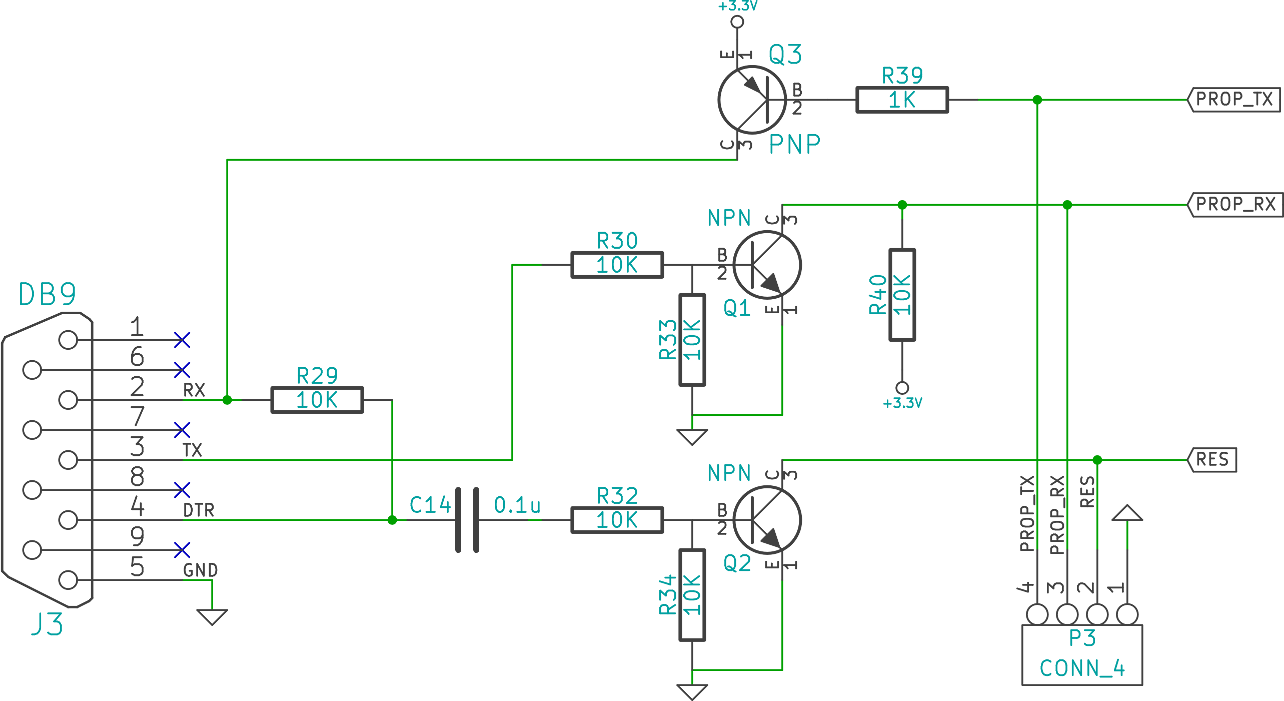 +3.3V
E
1
Q3
R39
1K
B
2
PROP_TX
C
3
PNP
NPN
C
3
PROP_RX
R30
10K
B
2
Q1
E
1
R33
10K
R40
10K
+3.3V
DB9
1
6
2
RX
7
3
TX
8
4
DTR
9
5
GND
J3
R29
10K
C14
0.1u
R32
10K
NPN
C
3
RES
B
2
Q2
E
1
R34
10K
PROP_TX
PROP_RX
RES
4
3
2
1
P3
CONN_4